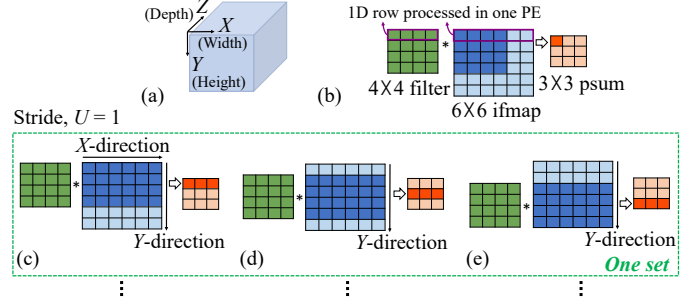 (Depth)
Z
X
(Width)
Y
(Height)
(a)
1D row processed in one PE
*
(b)
4X4 filter
6X6 ifmap
3X3 psum
Stride, U = 1
X-direction
*
Y-direction
(c)
*
Y-direction
(d)
*
Y-direction
(e)
One set